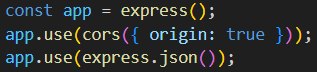 const app = express();
app.use(cors({ origin: true }));
app.use(express.json());